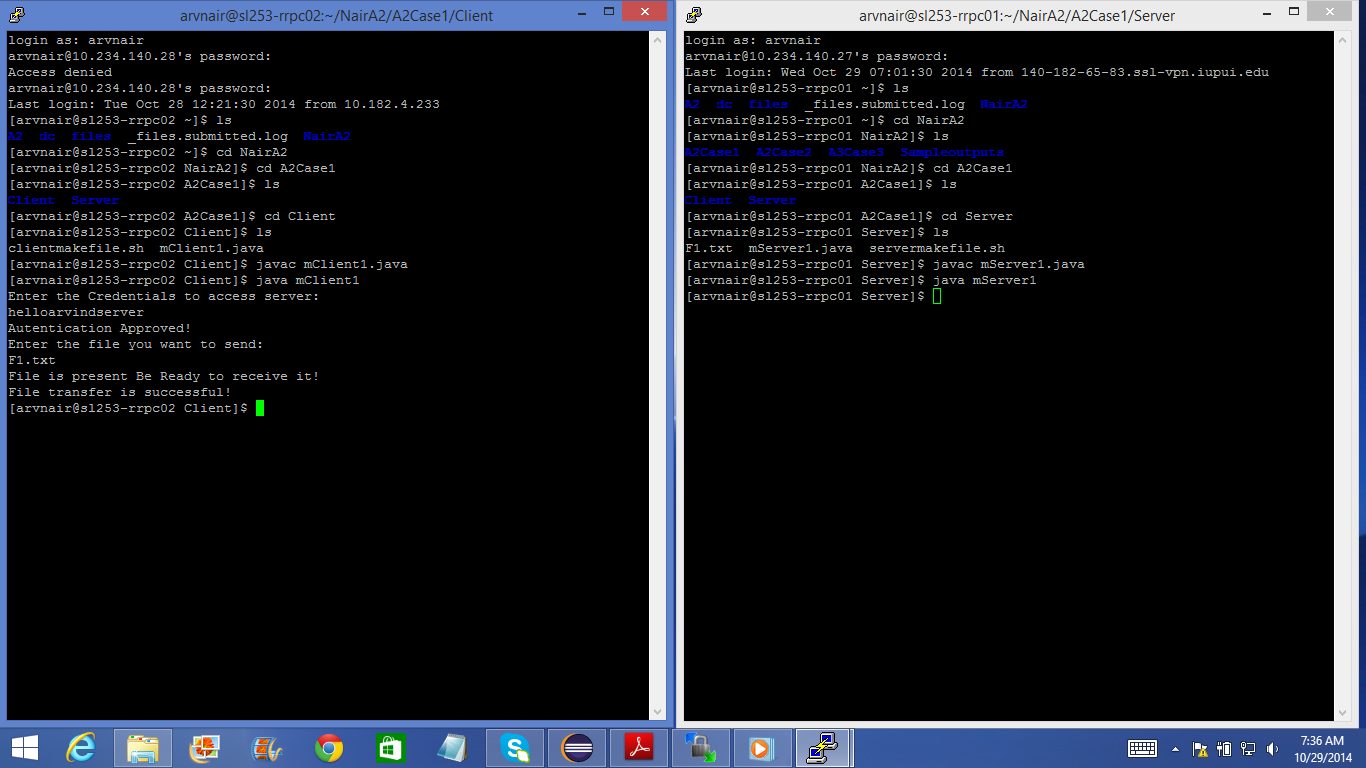 arvnair@sl253-rrpc02:~/NairA2/A2Case1/Client
login as: arvnair
arvnair@10.234.140.28's password:
Access denied
arvnair@10.234.140.28's password:
Last login: Tue Oct 28 12:21:30 2014 from 10.182.4.233
[arvnair@sl253-rrpc02 ~]$ ls
A2  dc  files  _files.submitted.log  NairA2
[arvnair@sl253-rrpc02 ~]$ cd NairA2
[arvnair@sl253-rrpc02 NairA2]$ cd A2Case1
[arvnair@sl253-rrpc02 A2Case1]$ ls
Client  Server
[arvnair@sl253-rrpc02 A2Case1]$ cd Client
[arvnair@sl253-rrpc02 Client]$ ls
clientmakefile.sh  mClient1.java
[arvnair@sl253-rrpc02 Client]$ javac mClient1.java
[arvnair@sl253-rrpc02 Client]$ java mClient1
Enter the Credentials to access server:
helloarvindserver
Autentication Approved!
Enter the file you want to send:
F1.txt
File is present Be Ready to receive it!
File transfer is successful!
[arvnair@sl253-rrpc02 Client]$
arvnair@sl253-rrpc01:~/NairA2/A2Case1/Server
login as: arvnair
arvnair@10.234.140.27's password:
Last login: Wed Oct 29 07:01:30 2014 from 140-182-65-83.ssl-vpn.iupui.edu
[arvnair@sl253-rrpc01 ~]$ ls
A2  dc  files  _files.submitted.log  NairA2
[arvnair@sl253-rrpc01 ~]$ cd NairA2
[arvnair@sl253-rrpc01 NairA2]$ ls
A2Case1  A2Case2  A3Case3  Sampleoutputs
[arvnair@sl253-rrpc01 NairA2]$ cd A2Case1
[arvnair@sl253-rrpc01 A2Case1]$ ls
Client  Server
[arvnair@sl253-rrpc01 A2Case1]$ cd Server
[arvnair@sl253-rrpc01 Server]$ ls
F1.txt  mServer1.java  servermakefile.sh
[arvnair@sl253-rrpc01 Server]$ javac mServer1.java
[arvnair@sl253-rrpc01 Server]$ java mServer1
[arvnair@sl253-rrpc01 Server]$
7:36 AM
10/29/2014